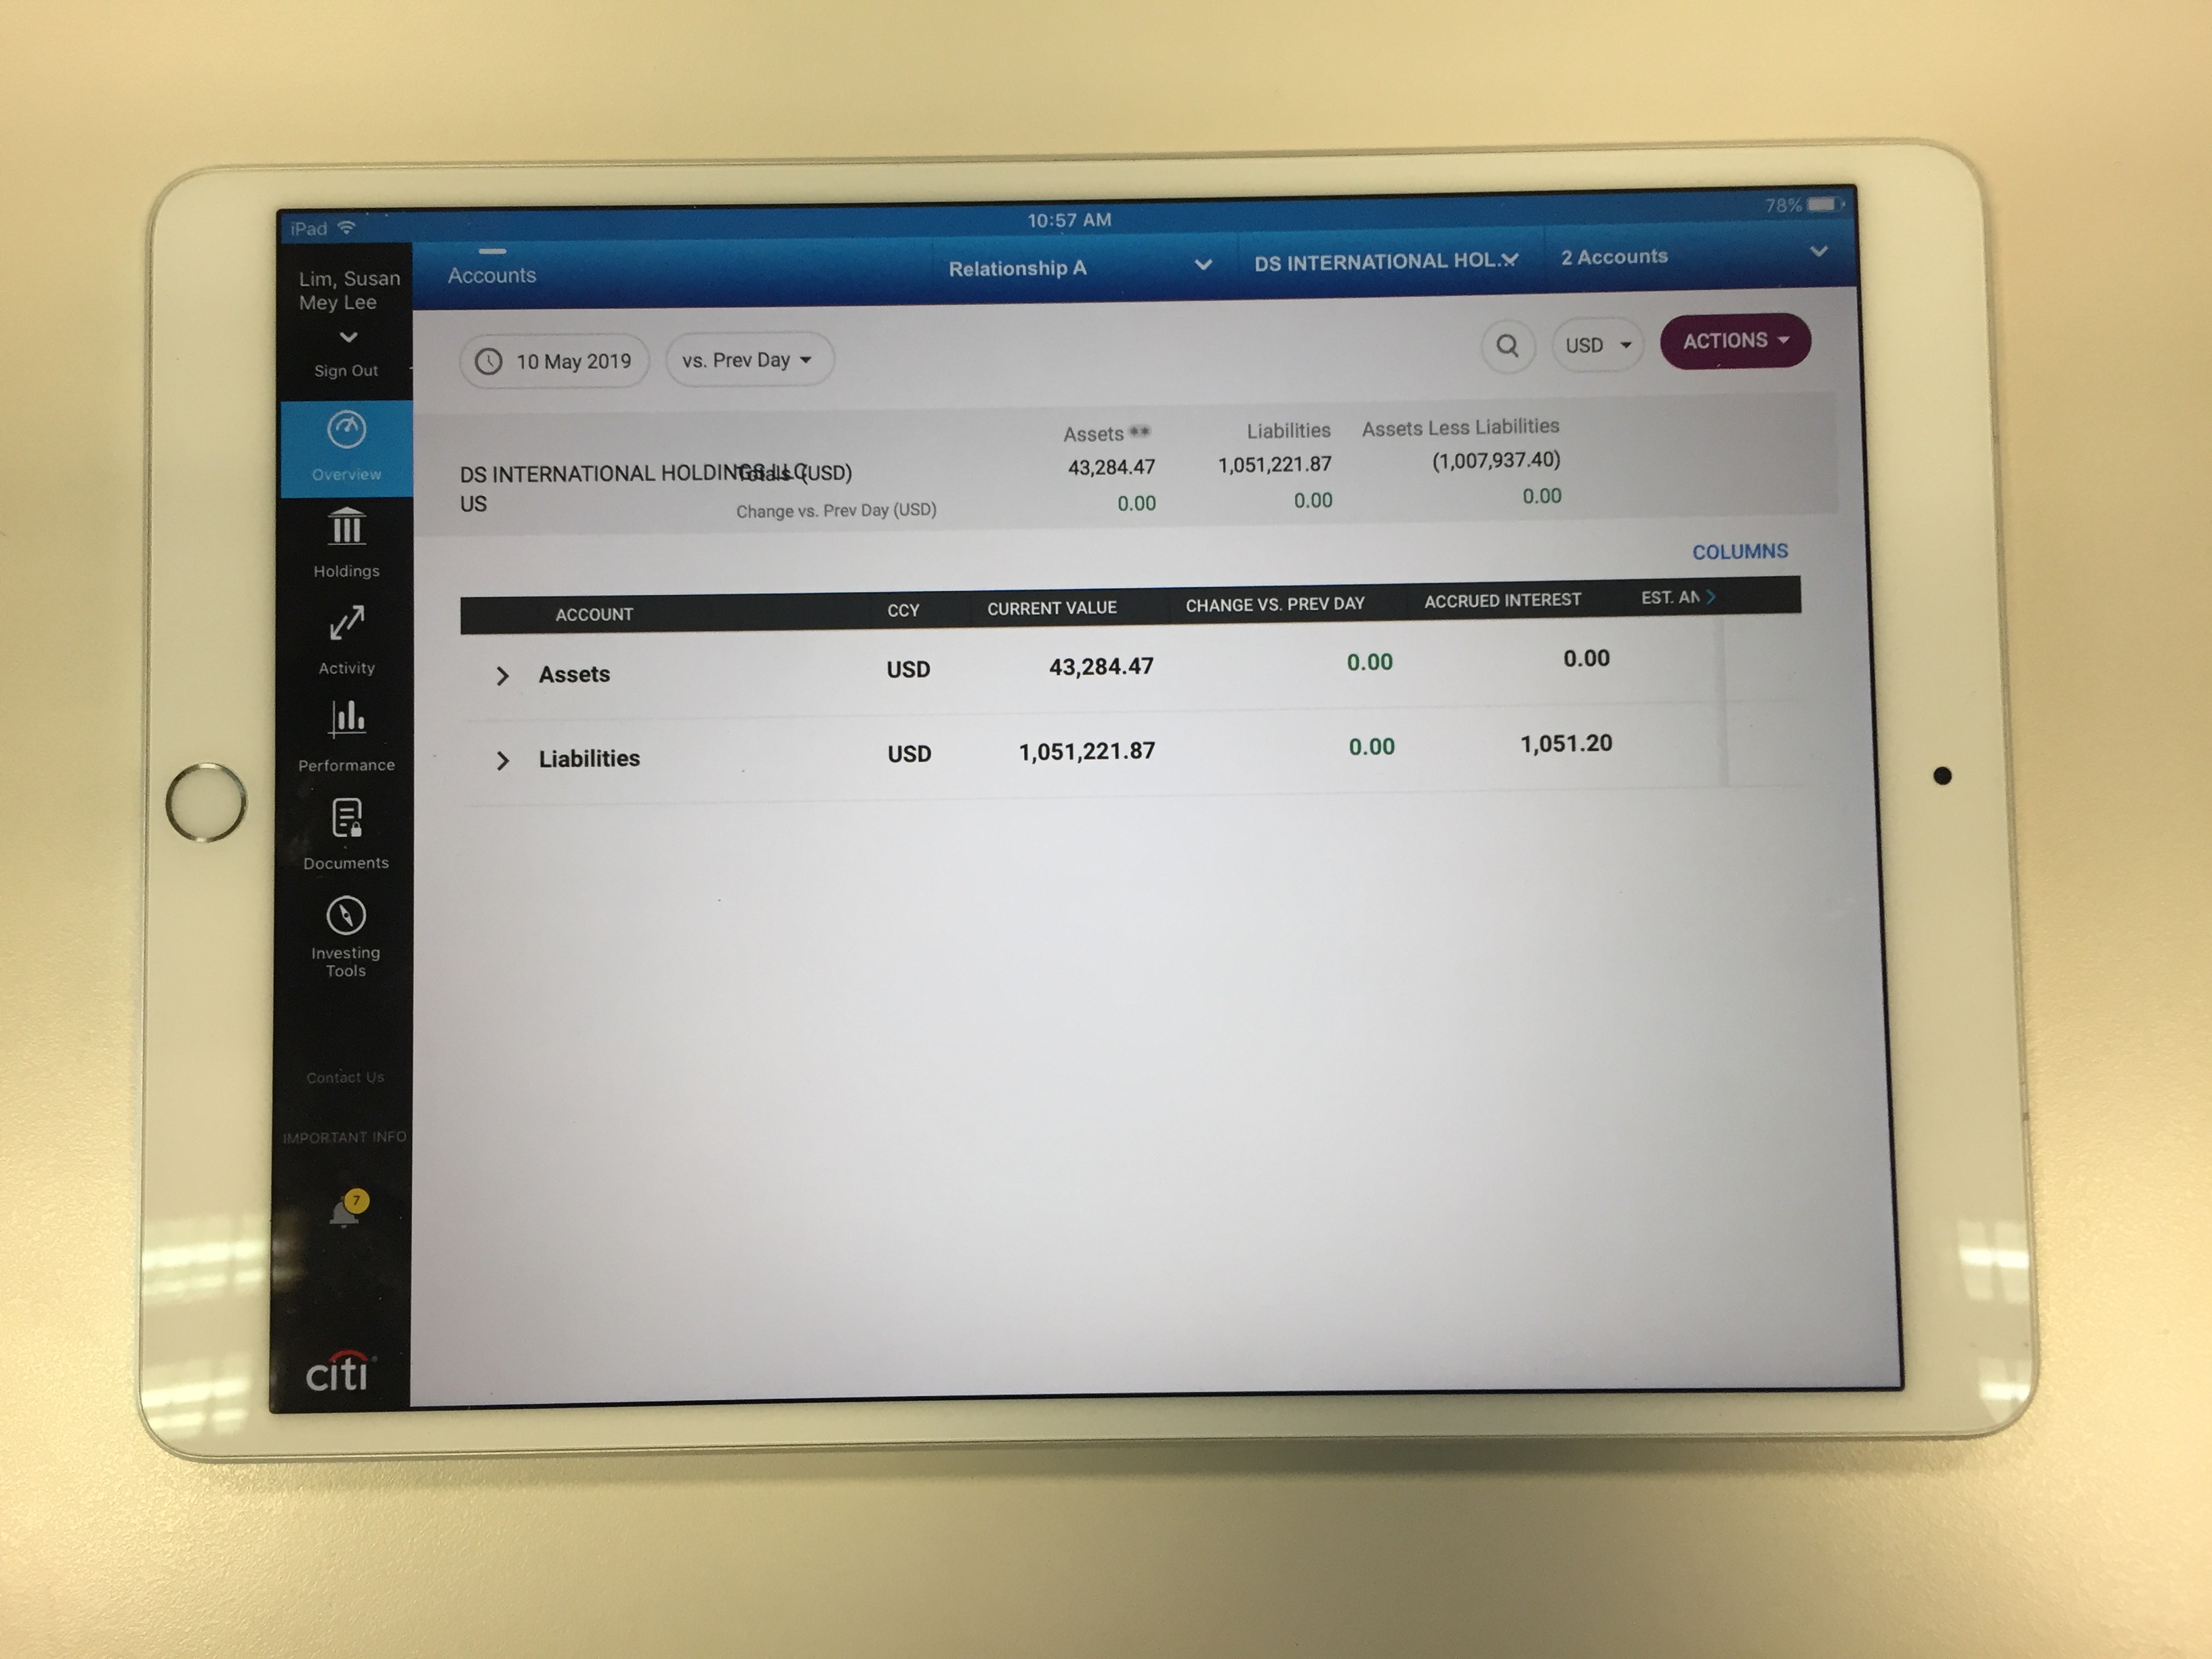 iPad
10:57 AM
78%
Lim, Susan
Mey Lee
Sign Out
Overview
Holdings
Activity
Performance
Documents
Investing
Tools
Contact Us
IMPORTANT INFO
7
citi
Accounts
Relationship A
DS INTERNATIONAL HOL...
2 Accounts
10 May 2019
vs. Prev Day
USD
ACTIONS
Assets **
Liabilities
Assets Less Liabilities
DS INTERNATIONAL HOLDINGS LLC
US
Totals (USD)
43,284.47
1,051,221.87
(1,007,937.40)
Change vs. Prev Day (USD)
0.00
0.00
0.00
COLUMNS
ACCOUNT
CCY
CURRENT VALUE
CHANGE VS. PREV DAY
ACCRUED INTEREST
EST. AN
Assets
USD
43,284.47
0.00
0.00
Liabilities
USD
1,051,221.87
0.00
1,051.20